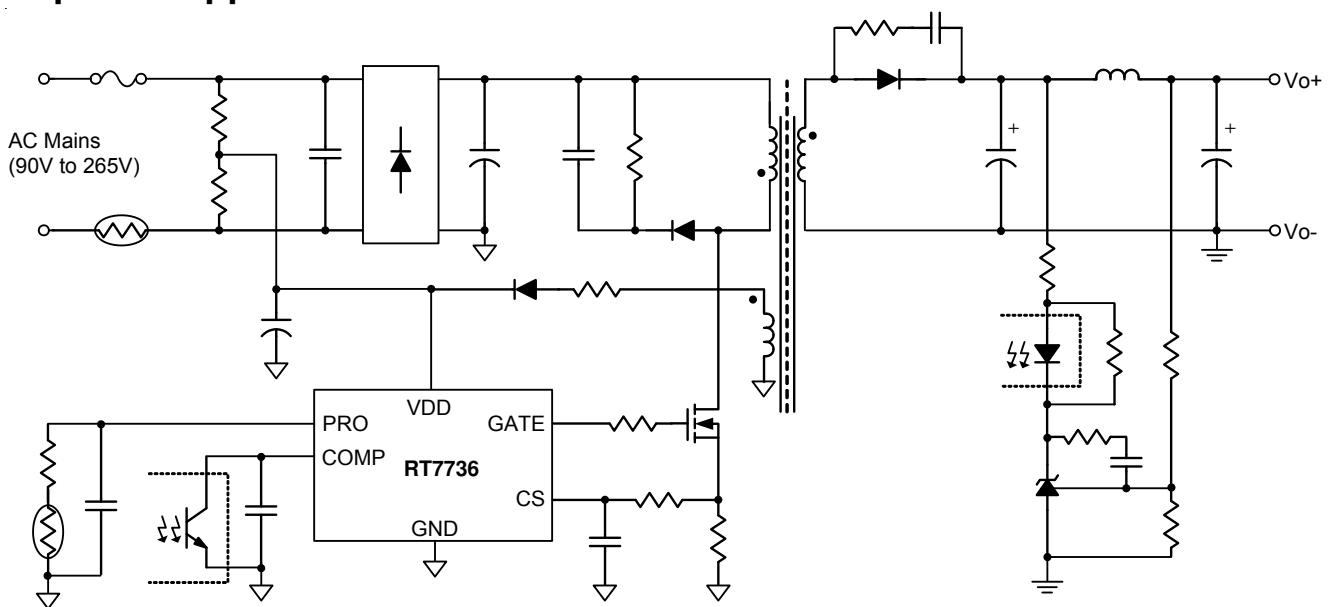 Vo+
+
+
AC Mains
(90V to 265V)
Vo-
VDD
PRO
GATE
COMP
RT7736
CS
GND